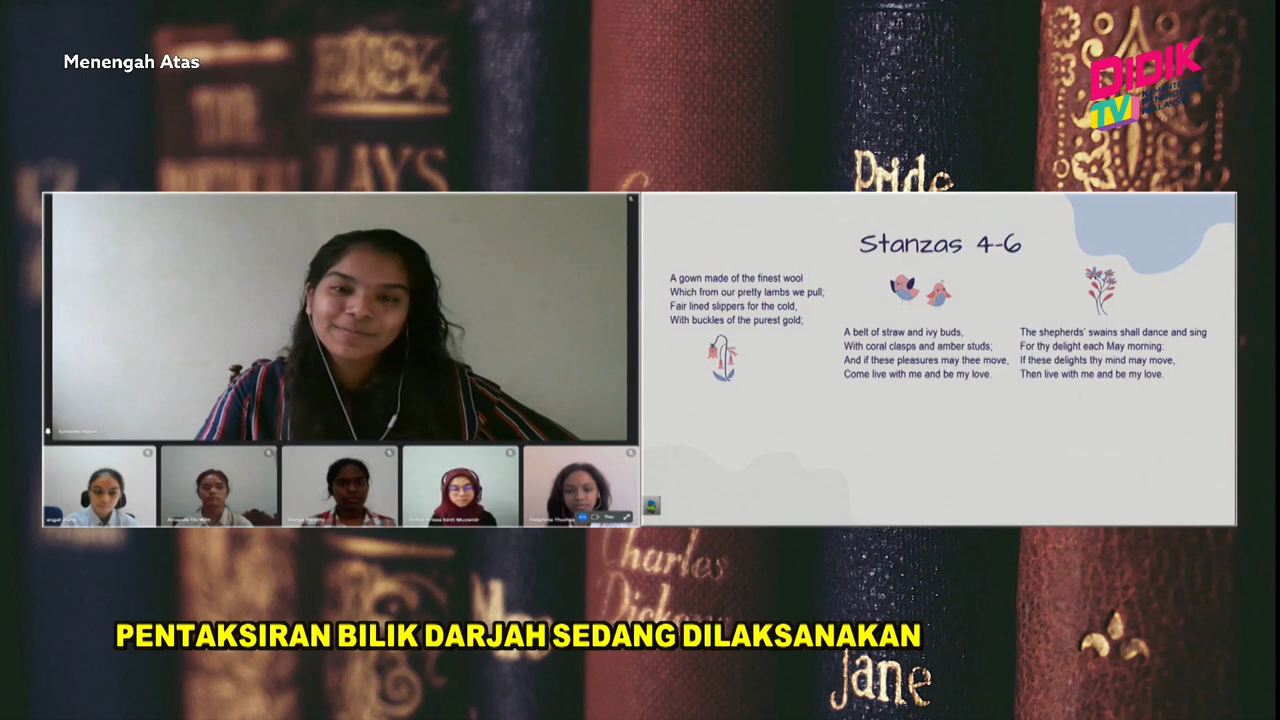 Menengah Atas
DIDIK
TV
Pride
Stanzas 4-6
A gown made of the finest wool
Which from our pretty lambs we pull;
Fair lined slippers for the cold,
With buckles of the purest gold;
A belt of straw and ivy buds,
With coral clasps and amber studs;
And if these pleasures may thee move,
Come live with me and be my love.
The shepherds' swains shall dance and sing
For thy delight each May morning:
If these delights thy mind may move,
Then live with me and be my love.
Charles
PENTAKSIRAN BILIK DARJAH SEDANG DILAKSANAKAN
Jane